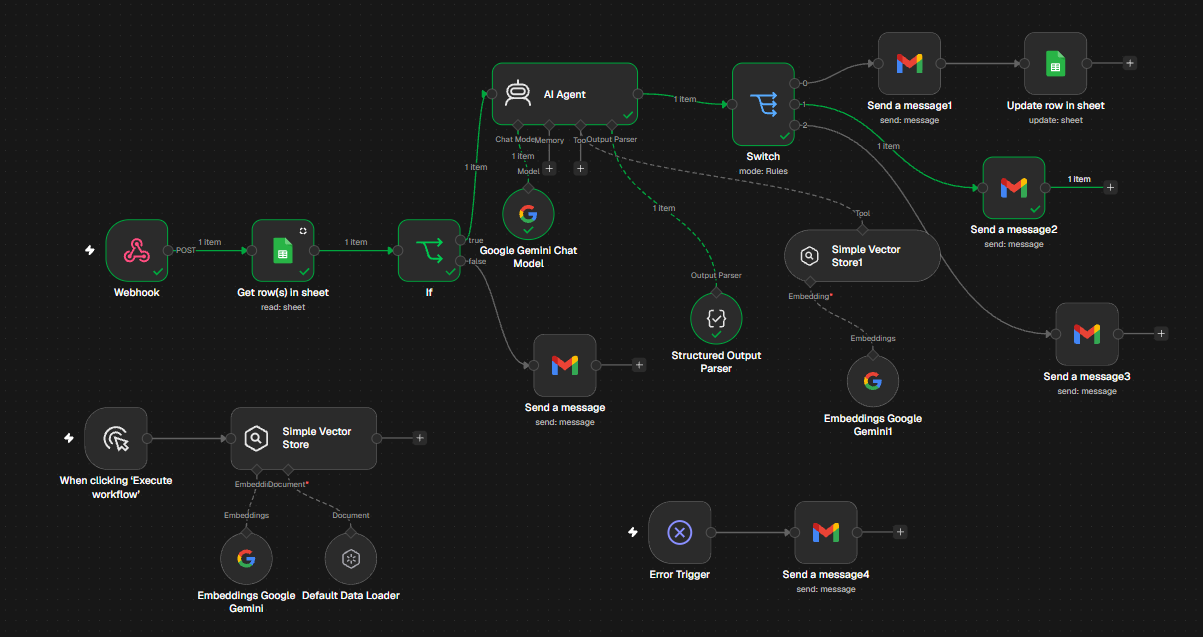 Send a message1
send: message
Update row in sheet
update: sheet
AI Agent
Chat Mode
Memory
Too
Output Parser
1 item
0
1
2
Switch
mode: Rules
1 item
1 item
Send a message2
send: message
1 item
1 item
Model
Google Gemini Chat
Model
1 item
Webhook
POST
1 item
Get row(s) in sheet
read: sheet
1 item
If
true
false
Tool
Simple Vector
Store1
Embedding*
Embeddings
Embeddings Google
Gemini1
Output Parser
Structured Output
Parser
Send a message3
send: message
Send a message
send: message
When clicking 'Execute
workflow'
Simple Vector
Store
Embeddi
Document*
Embeddings
Document
Embeddings Google
Gemini
Default Data Loader
Error Trigger
Send a message4
send: message